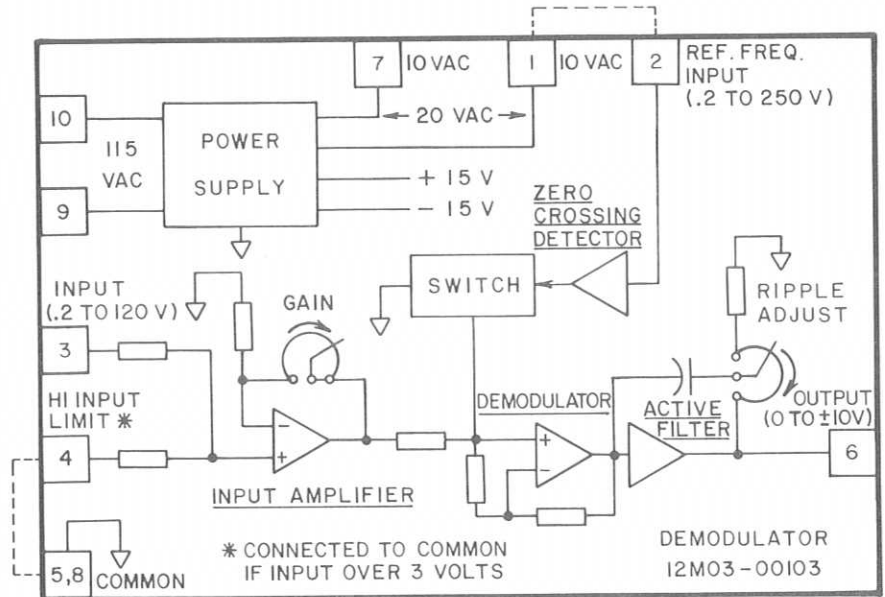 7
10 VAC
1
10 VAC
2
REF. FREQ.
INPUT
(.2 TO 250 V)
10
115
VAC
9
POWER
SUPPLY
20 VAC
+ 15 V
- 15 V
ZERO
CROSSING
DETECTOR
SWITCH
RIPPLE
ADJUST
INPUT
(.2 TO 120 V)
3
GAIN
HI INPUT
LIMIT *
4
-
+
INPUT AMPLIFIER
DEMODULATOR
+
-
ACTIVE
FILTER
OUTPUT
(0 TO ±10V)
6
5,8
COMMON
* CONNECTED TO COMMON
IF INPUT OVER 3 VOLTS
DEMODULATOR
12M03-00103